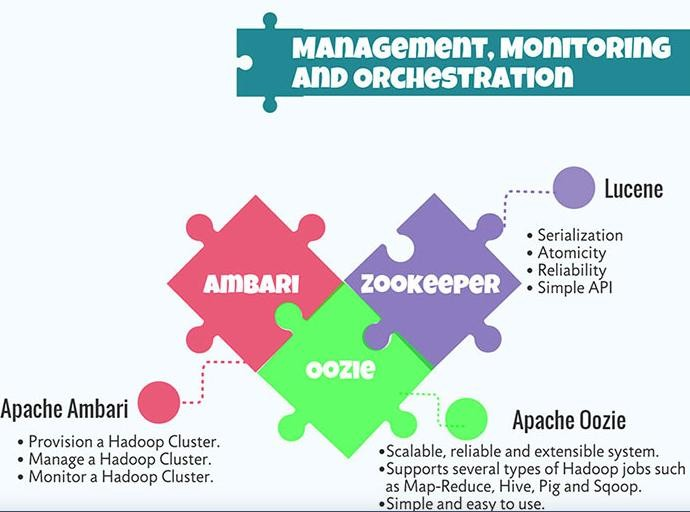 MANAGEMENT, MONITORING
AND ORCHESTRATION
Lucene
• Serialization
• Atomicity
• Reliability
• Simple API
AMBARI
ZOOKEEPER
OOZIE
Apache Ambari
• Provision a Hadoop Cluster.
• Manage a Hadoop Cluster.
• Monitor a Hadoop Cluster.
Apache Oozie
•Scalable, reliable and extensible system.
•Supports several types of Hadoop jobs such
as Map-Reduce, Hive, Pig and Sqoop.
•Simple and easy to use.